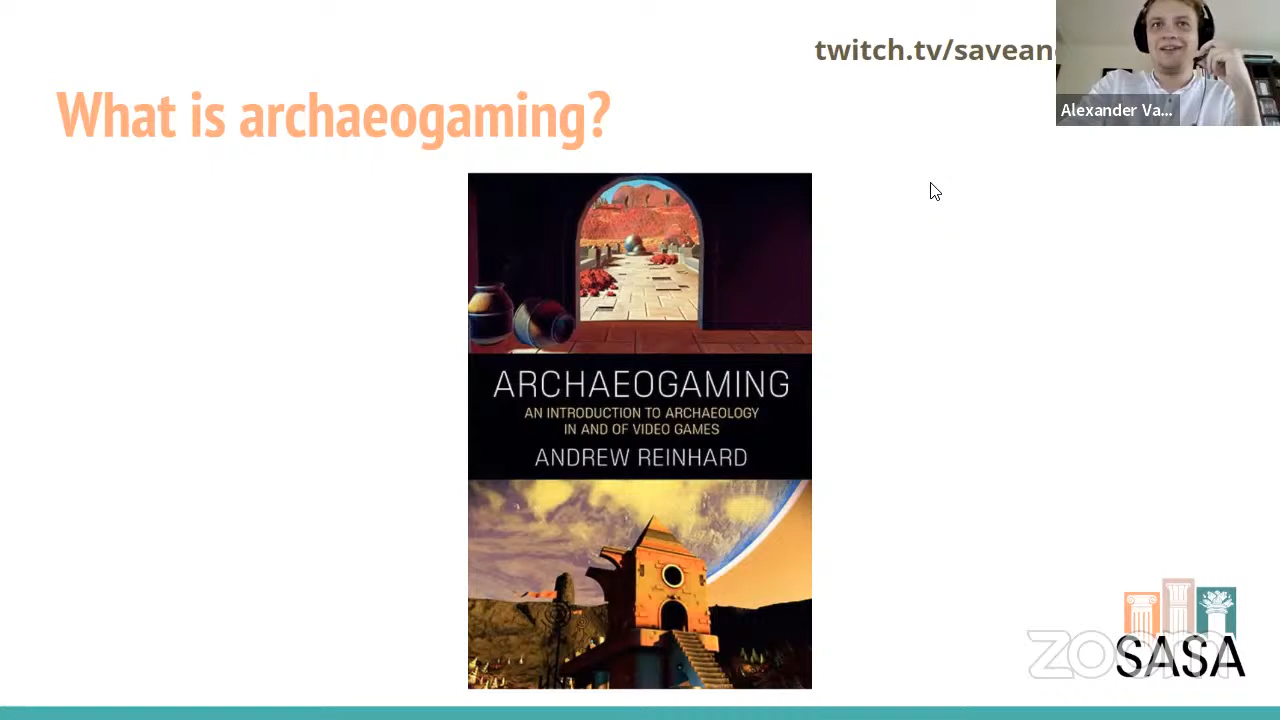 twitch.tv/savean
Alexander Va...
What is archaeogaming?
ARCHAEOGAMING
AN INTRODUCTION TO ARCHAEOLOGY
IN AND OF VIDEO GAMES
ANDREW REINHARD
zoom
SASA